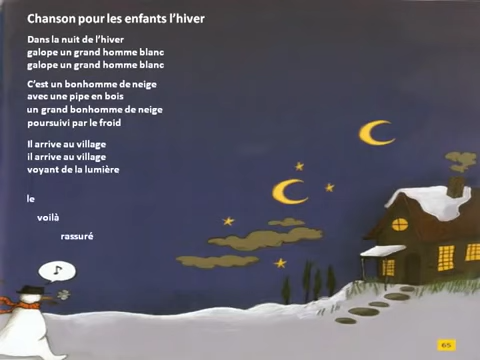 Chanson pour les enfants l'hiver
Dans la nuit de l'hiver
galope un grand homme blanc
galope un grand homme blanc
C'est un bonhomme de neige
avec une pipe en bois
un grand bonhomme de neige
poursuivi par le froid
Il arrive au village
il arrive au village
voyant de la lumière
le
voilà
rassuré
65